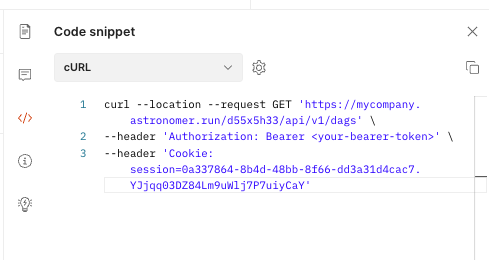 Code snippet
cURL
1 curl --location --request GET 'https://mycompany.
astronomer.run/d55x5h33/api/v1/dags' \
2 --header 'Authorization: Bearer <your-bearer-token>' \
3 --header 'Cookie:
session=0a337864-8b4d-48bb-8f66-dd3a31d4cac7.
YJjqq03DZ84Lm9uWlj7P7uiyCaY'